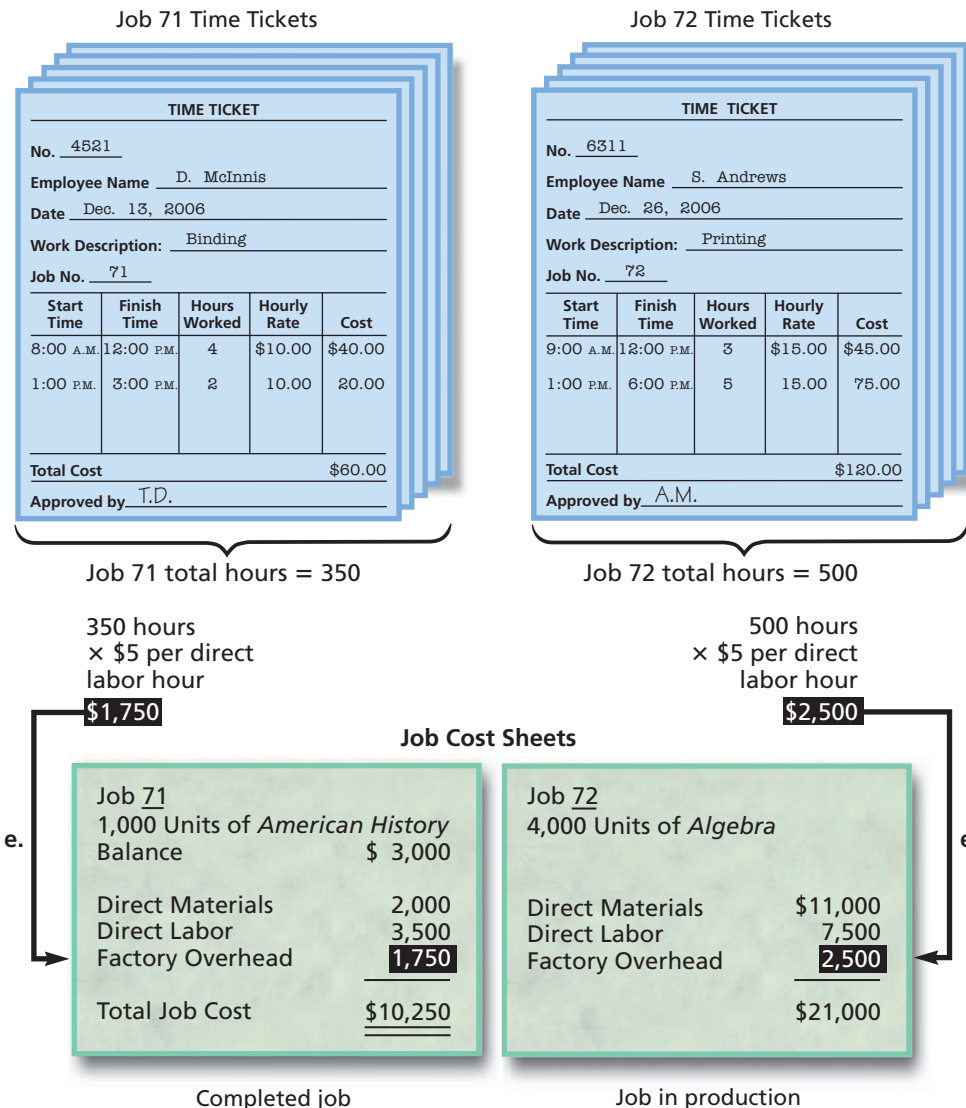 Job 71 Time Tickets
TIME TICKET
No. 4521
Employee Name D. McInnis
Date Dec. 13, 2006
Work Description: Binding
Job No. 71
Start Time Finish Time Hours Worked Hourly Rate Cost
8:00 A.M. 12:00 P.M. 4 $10.00 $40.00
1:00 P.M. 3:00 P.M. 2 10.00 20.00
Total Cost $60.00
Approved by T.D.
Job 71 total hours = 350
Job 72 Time Tickets
TIME TICKET
No. 6311
Employee Name S. Andrews
Date Dec. 26, 2006
Work Description: Printing
Job No. 72
Start Time Finish Time Hours Worked Hourly Rate Cost
9:00 A.M. 12:00 P.M. 3 $15.00 $45.00
1:00 P.M. 6:00 P.M. 5 15.00 75.00
Total Cost $120.00
Approved by A.M.
Job 72 total hours = 500
350 hours
× $5 per direct
labor hour
$1,750
500 hours
× $5 per direct
labor hour
$2,500
Job Cost Sheets
e.
Job 71
1,000 Units of American History
Balance $ 3,000
Direct Materials 2,000
Direct Labor 3,500
Factory Overhead 1,750
Total Job Cost $10,250
Completed job
Job 72
4,000 Units of Algebra
Direct Materials $11,000
Direct Labor 7,500
Factory Overhead 2,500
$21,000
Job in production